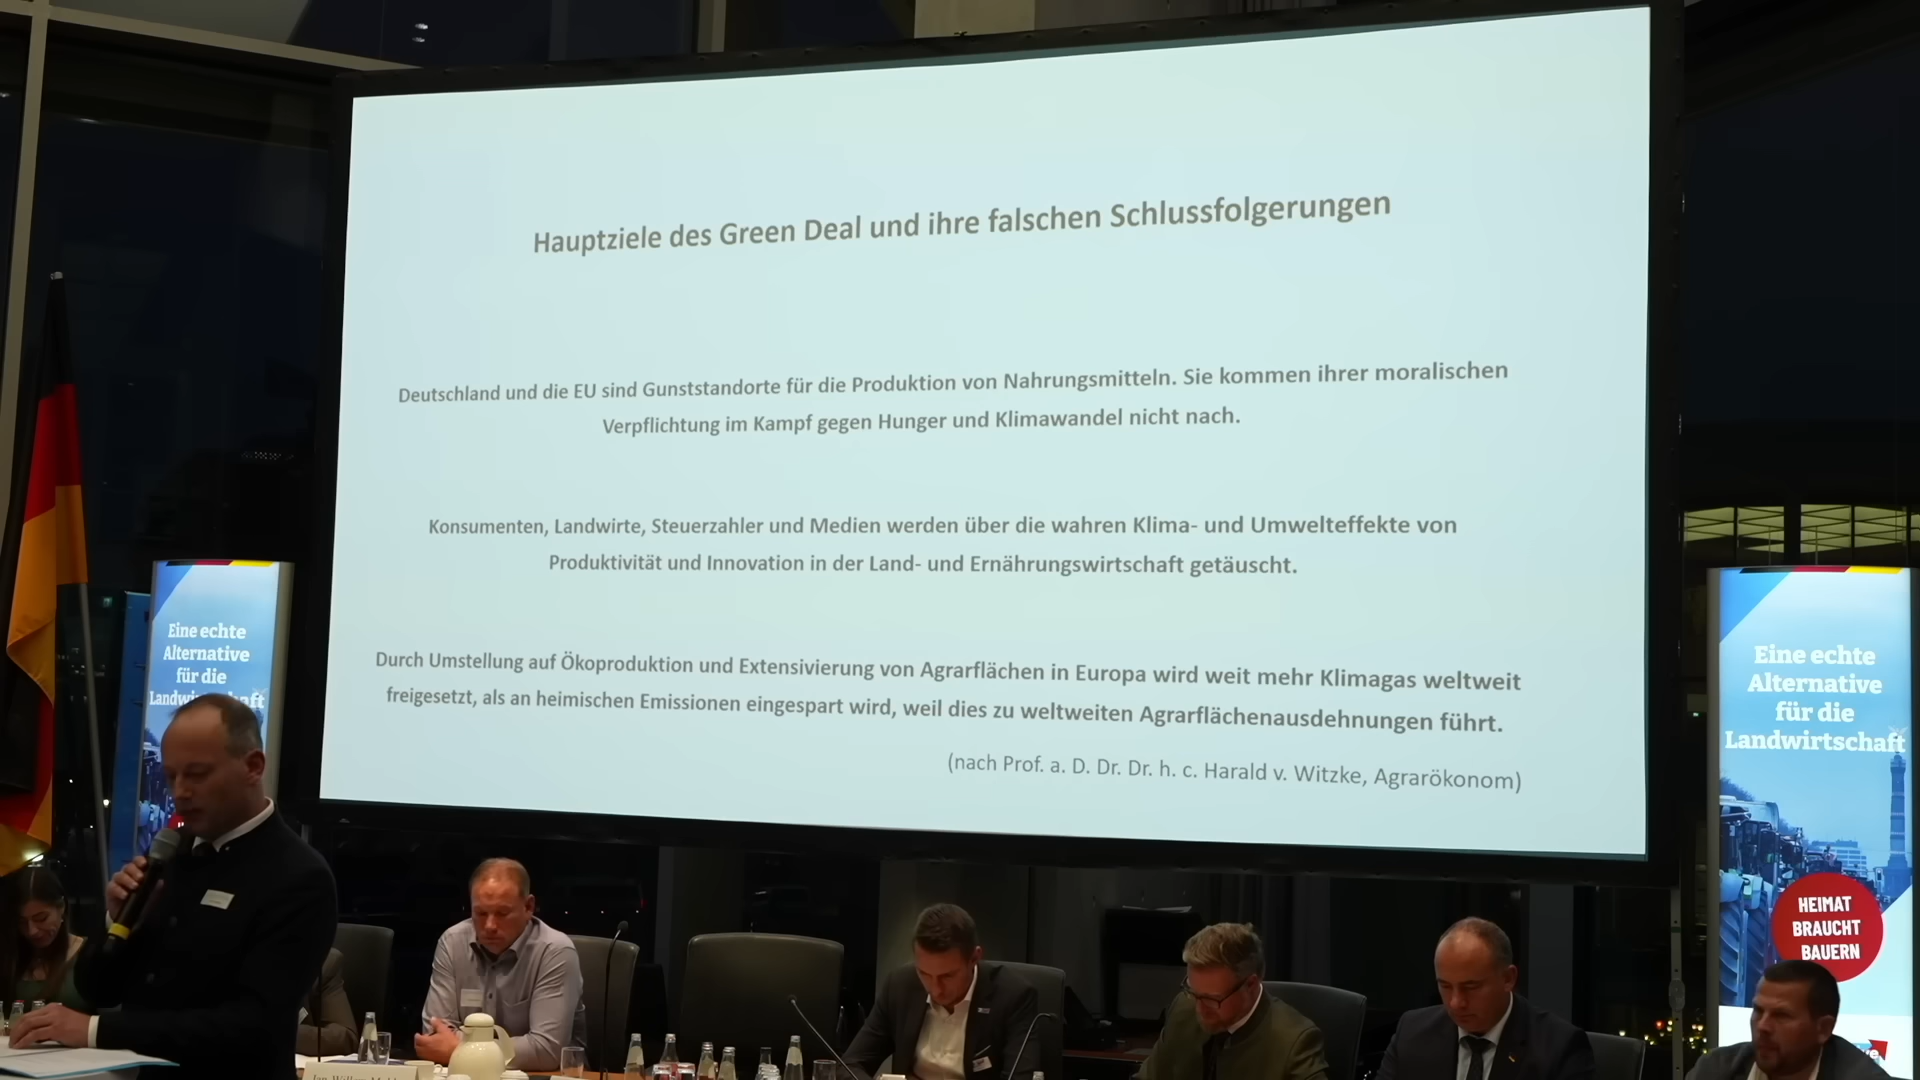 Hauptziele des Green Deal und ihre falschen Schlussfolgerungen
Deutschland und die EU sind Gunststandorte für die Produktion von Nahrungsmitteln. Sie kommen ihrer moralischen
Verpflichtung im Kampf gegen Hunger und Klimawandel nicht nach.
Konsumenten, Landwirte, Steuerzahler und Medien werden über die wahren Klima- und Umwelteffekte von
Produktivität und Innovation in der Land- und Ernährungswirtschaft getäuscht.
Durch Umstellung auf Ökoproduktion und Extensivierung von Agrarflächen in Europa wird weit mehr Klimagas weltweit
freigesetzt, als an heimischen Emissionen eingespart wird, weil dies zu weltweiten Agrarflächenausdehnungen führt.
(nach Prof. a. D. Dr. Dr. h. c. Harald v. Witzke, Agrarökonom)
Eine echte
Alternative
für die
Eine echte
Alternative
für die
Landwirtschaft
HEIMAT
BRAUCHT
BAUERN